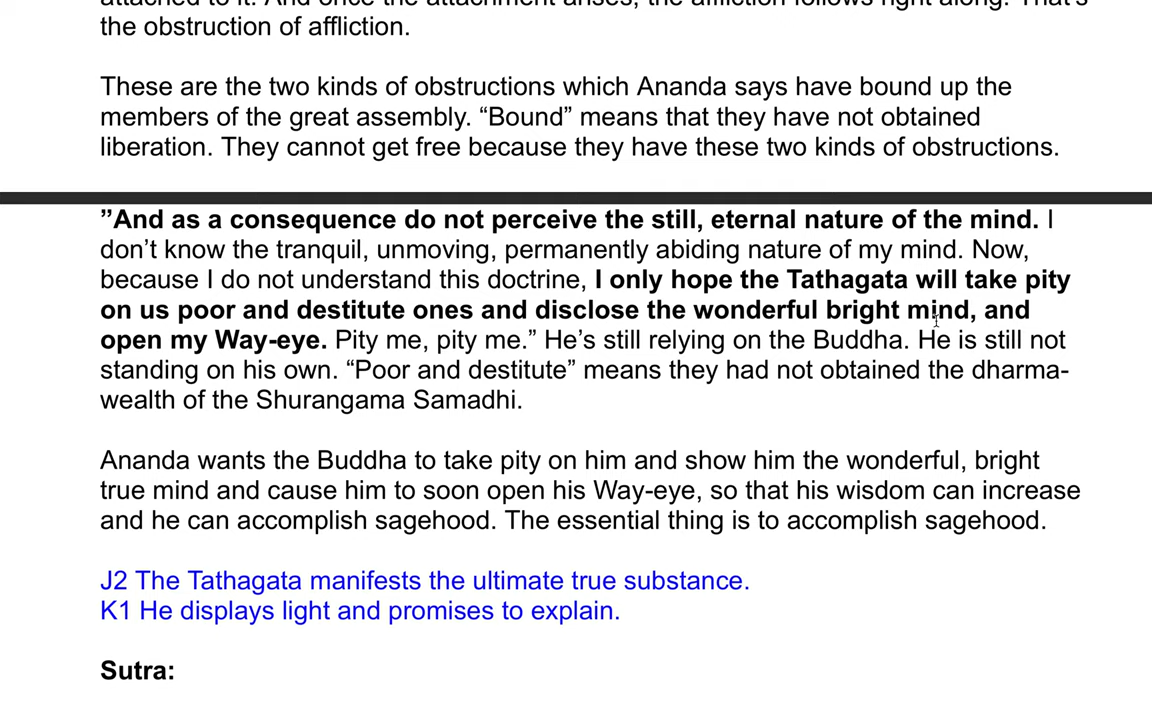 the obstruction of affliction.
These are the two kinds of obstructions which Ananda says have bound up the
members of the great assembly. “Bound” means that they have not obtained
liberation. They cannot get free because they have these two kinds of obstructions.
”And as a consequence do not perceive the still, eternal nature of the mind. I
don’t know the tranquil, unmoving, permanently abiding nature of my mind. Now,
because I do not understand this doctrine, I only hope the Tathagata will take pity
on us poor and destitute ones and disclose the wonderful bright mind, and
open my Way-eye. Pity me, pity me.” He’s still relying on the Buddha. He is still not
standing on his own. “Poor and destitute” means they had not obtained the dharma-
wealth of the Shurangama Samadhi.
Ananda wants the Buddha to take pity on him and show him the wonderful, bright
true mind and cause him to soon open his Way-eye, so that his wisdom can increase
and he can accomplish sagehood. The essential thing is to accomplish sagehood.
J2 The Tathagata manifests the ultimate true substance.
K1 He displays light and promises to explain.
Sutra: